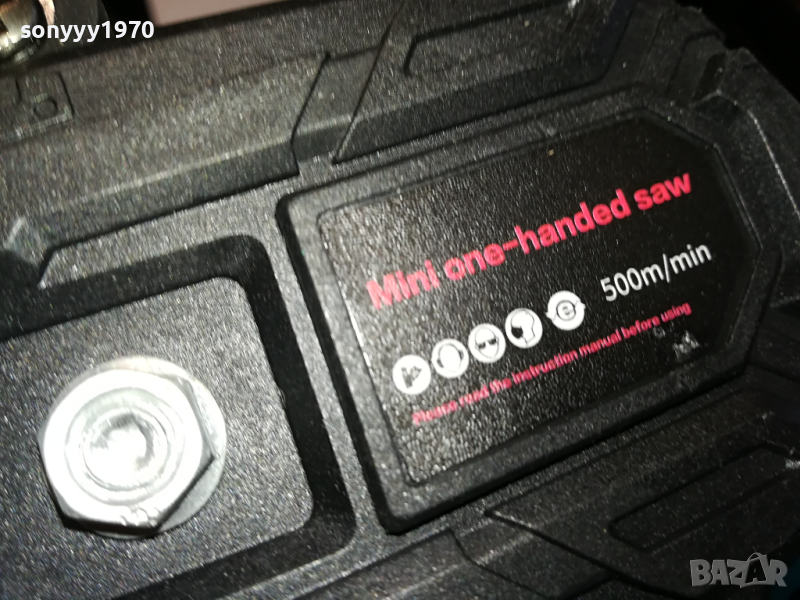 sonyyy1970
Mini one-handed saw
500m/min
Please read the instruction manual before using
BAZAR